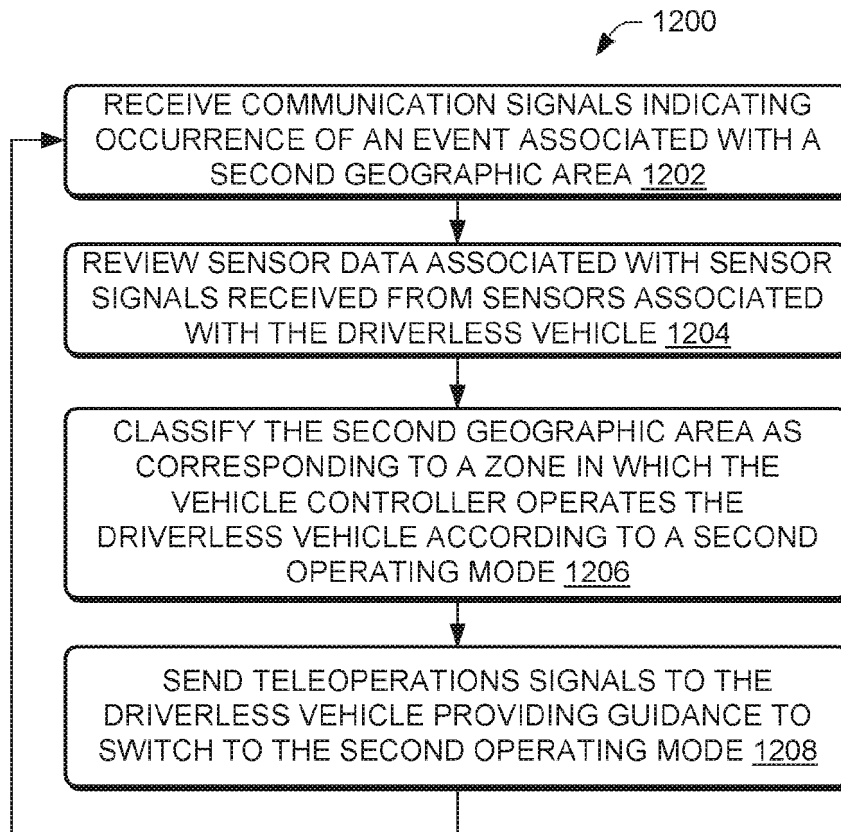 1200
RECEIVE COMMUNICATION SIGNALS INDICATING
OCCURRENCE OF AN EVENT ASSOCIATED WITH A
SECOND GEOGRAPHIC AREA 1202
REVIEW SENSOR DATA ASSOCIATED WITH SENSOR
SIGNALS RECEIVED FROM SENSORS ASSOCIATED
WITH THE DRIVERLESS VEHICLE 1204
CLASSIFY THE SECOND GEOGRAPHIC AREA AS
CORRESPONDING TO A ZONE IN WHICH THE
VEHICLE CONTROLLER OPERATES THE
DRIVERLESS VEHICLE ACCORDING TO A SECOND
OPERATING MODE 1206
SEND TELEOPERATIONS SIGNALS TO THE
DRIVERLESS VEHICLE PROVIDING GUIDANCE TO
SWITCH TO THE SECOND OPERATING MODE 1208